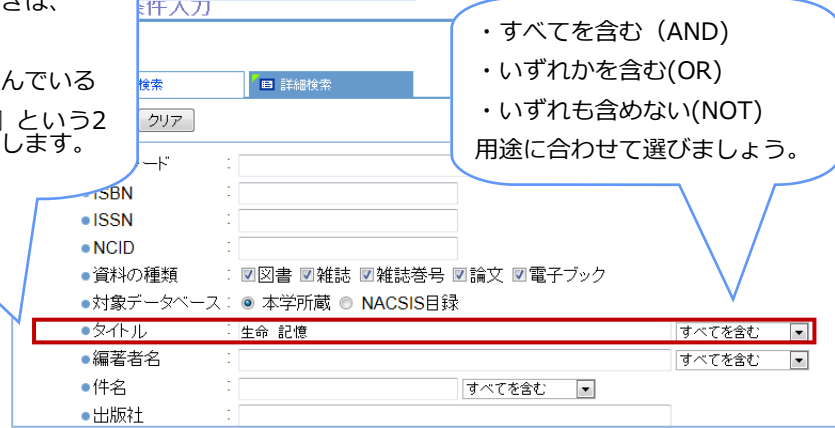 きは、
条件入力
んでいる
という2
します。
・すべてを含む（AND)
・いずれかを含む(OR)
・いずれも含めない(NOT)
用途に合わせて選びましょう。
検索
詳細検索
クリア
ード :
ISBN :
ISSN :
NCID :
資料の種類 : 図書 雑誌 雑誌巻号 論文 電子ブック
対象データベース : 本学所蔵 NACSIS目録
タイトル : 生命 記憶 すべてを含む
編著者名 : すべてを含む
件名 : すべてを含む
出版社 :